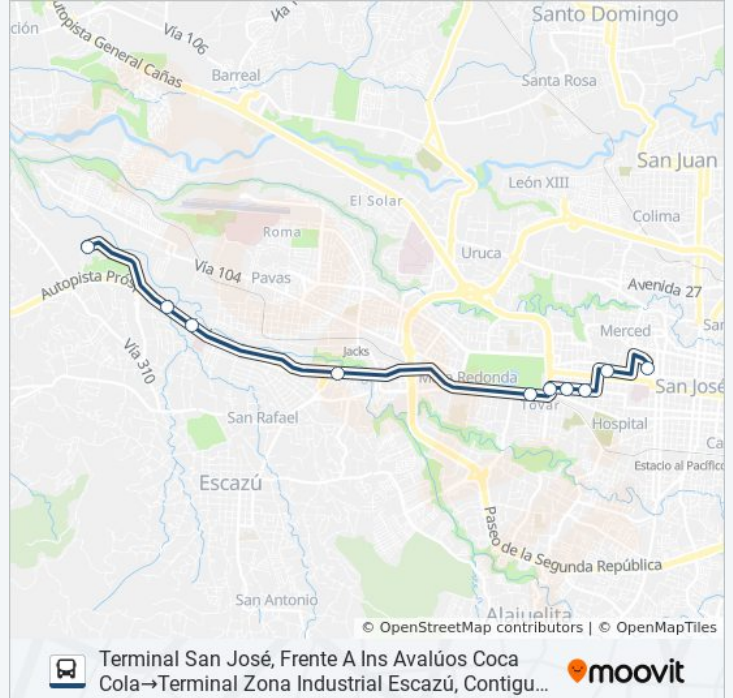 Santo Domingo
Vía 106
Autopista General Cañas
Barreal
Santa Rosa
San Juan
León XIII
El Solar
Colima
Roma
Uruca
Vía 104
Pavas
Avenida 27
Autopista Prós
Merced
Jacks
Vía 310
Mata Redonda
San José
Tovar
San Rafael
Hospital
Estacio al Pacífico
Escazú
Paseo de la Segunda República
San Antonio
Alajuelita
© OpenStreetMap contributors | © OpenMapTiles
Terminal San José, Frente A Ins Avalúos Coca
Cola→Terminal Zona Industrial Escazú, Contigu...
moovit